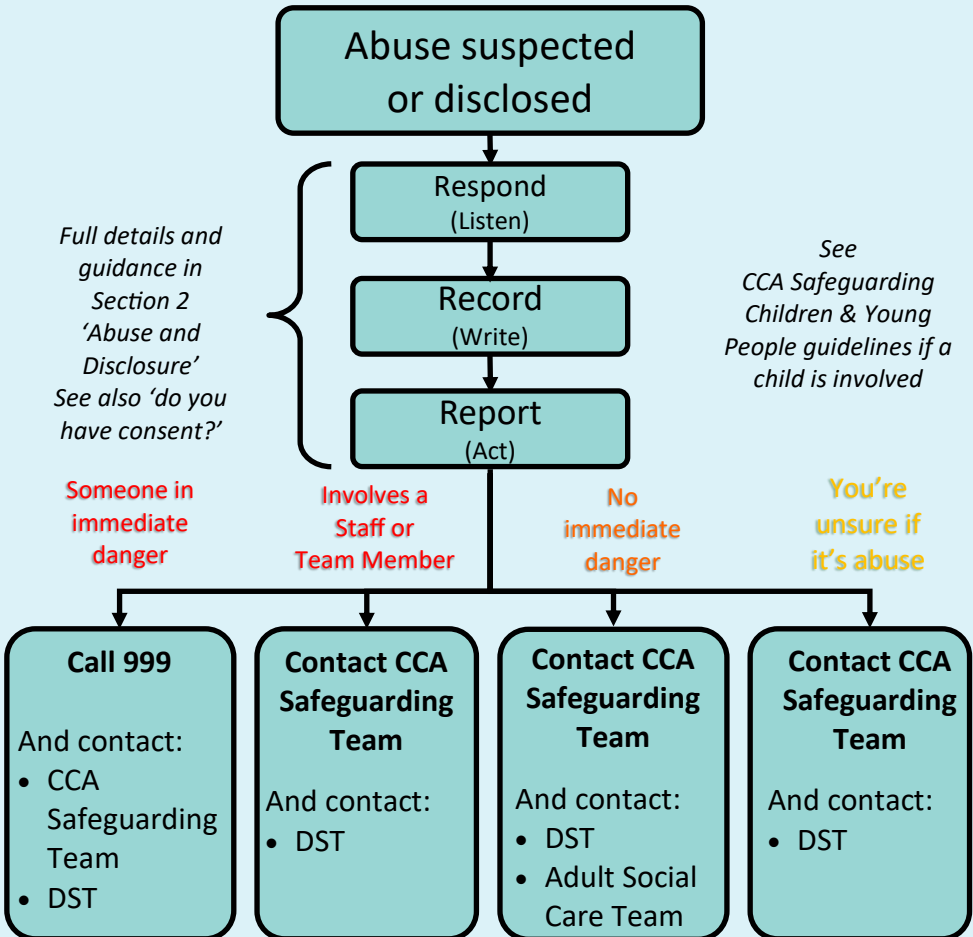 Abuse suspected
or disclosed
Respond
(Listen)
Record
(Write)
Report
(Act)
Full details and
guidance in
Section 2
‘Abuse and
Disclosure’
See also ‘do you
have consent?’
See
CCA Safeguarding
Children & Young
People guidelines if a
child is involved
Someone in
immediate
danger
Involves a
Staff or
Team Member
No
immediate
danger
You’re
unsure if
it’s abuse
Call 999
And contact:
• CCA
Safeguarding
Team
• DST
Contact CCA
Safeguarding
Team
And contact:
• DST
Contact CCA
Safeguarding
Team
And contact:
• DST
• Adult Social
Care Team
Contact CCA
Safeguarding
Team
And contact:
• DST